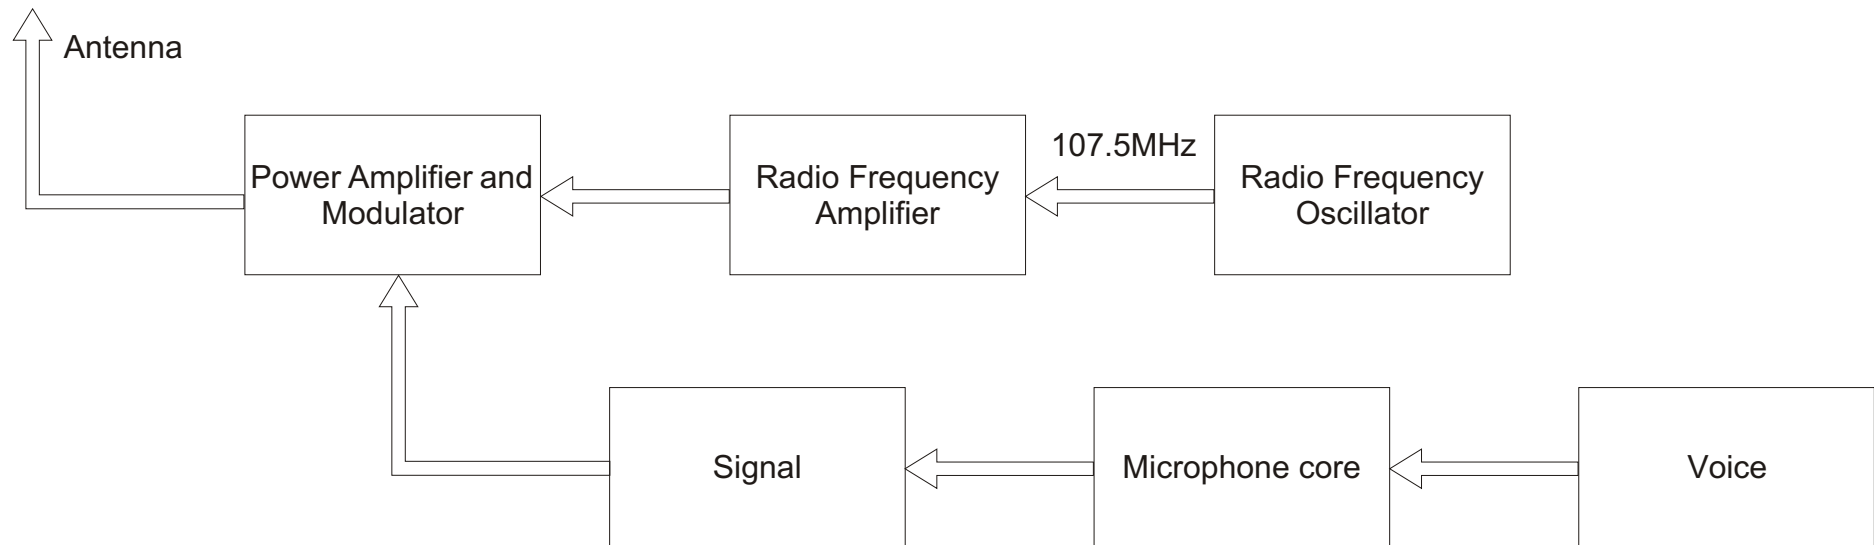 Antenna
Power Amplifier and
Modulator
Radio Frequency
Amplifier
107.5MHz
Radio Frequency
Oscillator
Signal
Microphone core
Voice